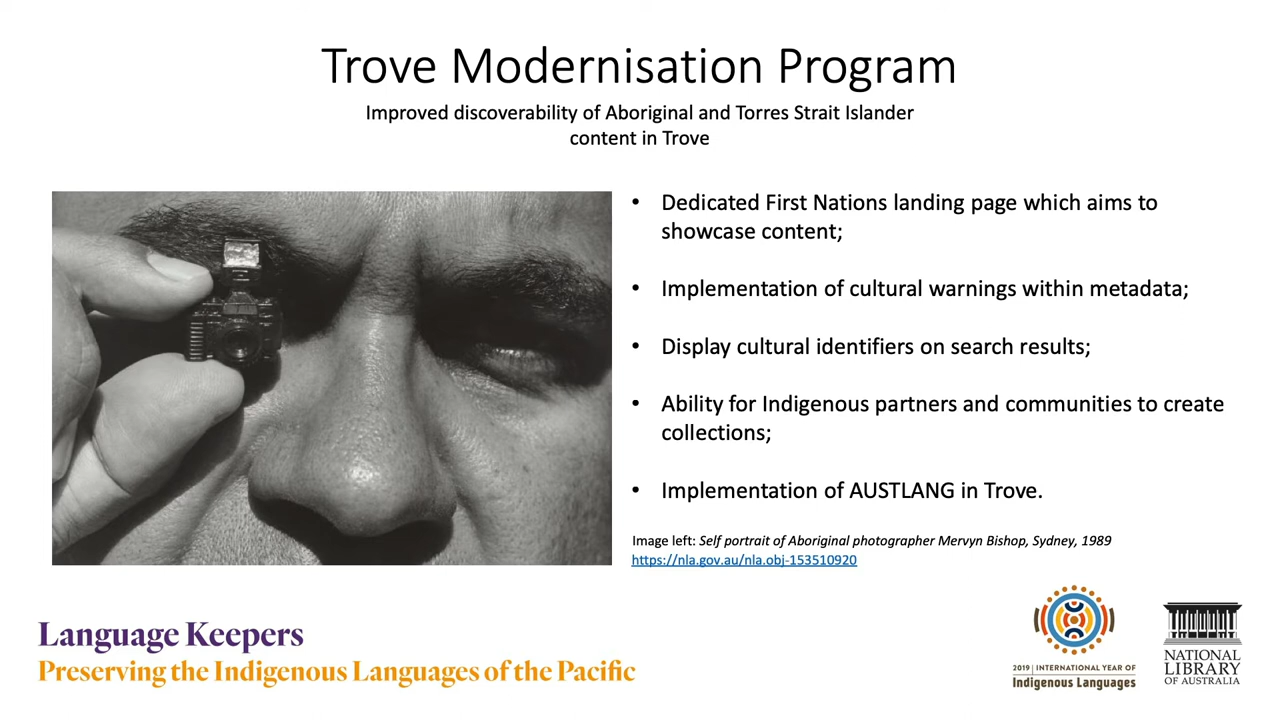 Trove Modernisation Program
Improved discoverability of Aboriginal and Torres Strait Islander
content in Trove
• Dedicated First Nations landing page which aims to
showcase content;
• Implementation of cultural warnings within metadata;
• Display cultural identifiers on search results;
• Ability for Indigenous partners and communities to create
collections;
• Implementation of AUSTLANG in Trove.
Image left: Self portrait of Aboriginal photographer Mervyn Bishop, Sydney, 1989
https://nla.gov.au/nla.obj-153510920
Language Keepers
Preserving the Indigenous Languages of the Pacific
2019 | INTERNATIONAL YEAR OF
Indigenous Languages
NATIONAL
LIBRARY
OF AUSTRALIA